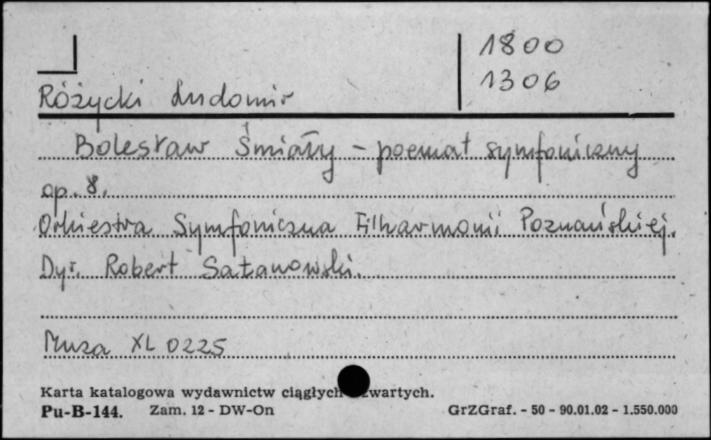 1800
1306
Różycki Ludomir
Bolesław Śmiały - poemat symfoniczny
op. 8.
Orkiestra Symfoniczna Filharmonii Poznańskiej.
Dyr. Robert Satanowski.
Muza XL 0225
Karta katalogowa wydawnictw ciągłych zwartych.
Pu-B-144. Zam. 12 - DW-On GrZGraf. - 50 - 90.01.02 - 1.550.000